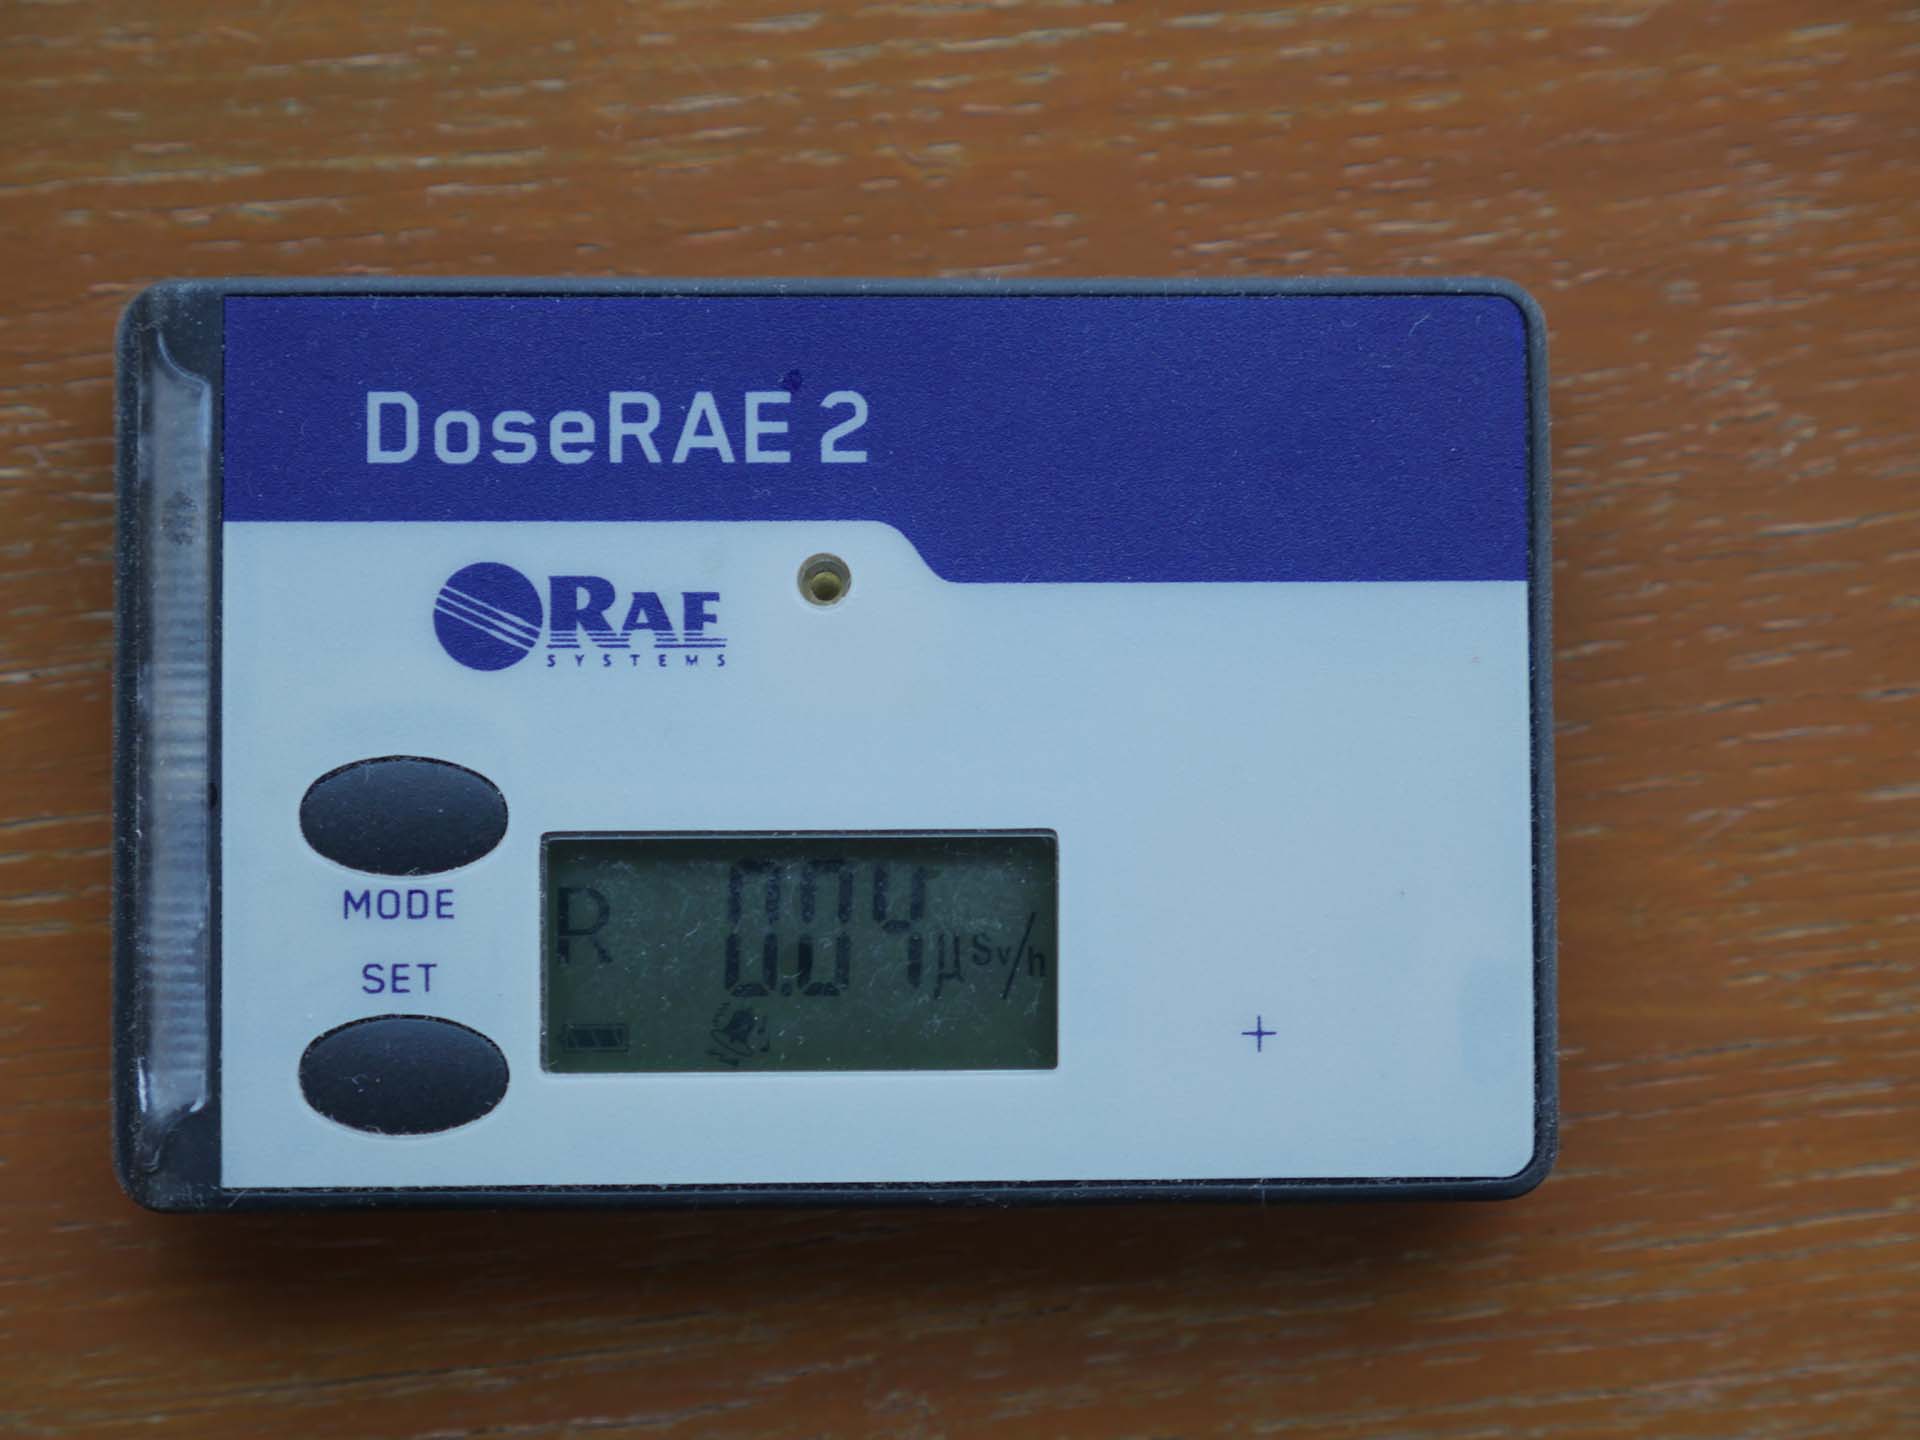 DoseRAE 2
RAE
SYSTEMS
MODE
SET
R 0.04 µSv/h